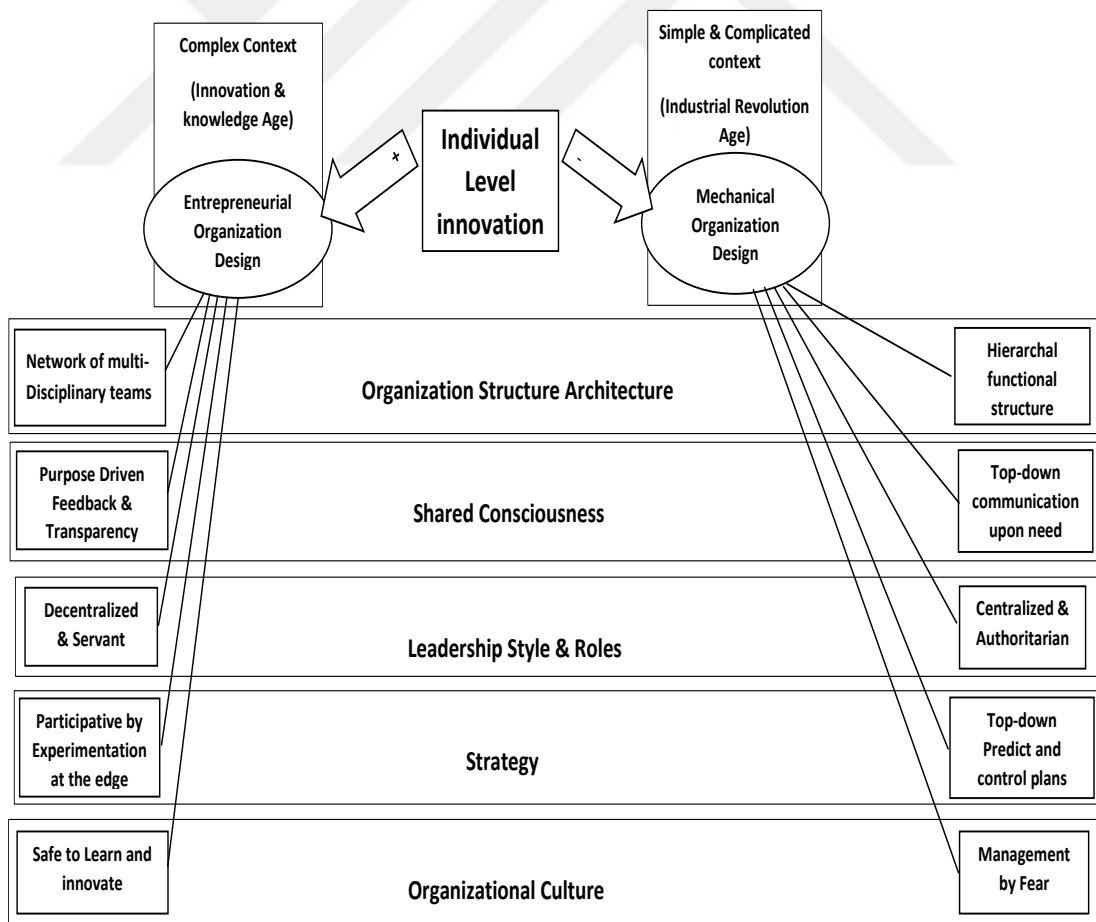 Complex Context
(Innovation &
knowledge Age)
Entrepreneurial
Organization
Design
+
Individual
Level
innovation
-
Simple & Complicated
context
(Industrial Revolution
Age)
Mechanical
Organization
Design
Network of multi-
Disciplinary teams
Organization Structure Architecture
Hierarchal
functional
structure
Purpose Driven
Feedback &
Transparency
Shared Consciousness
Top-down
communication
upon need
Decentralized
& Servant
Leadership Style & Roles
Centralized &
Authoritarian
Participative by
Experimentation
at the edge
Strategy
Top-down
Predict and
control plans
Safe to Learn and
innovate
Organizational Culture
Management
by Fear